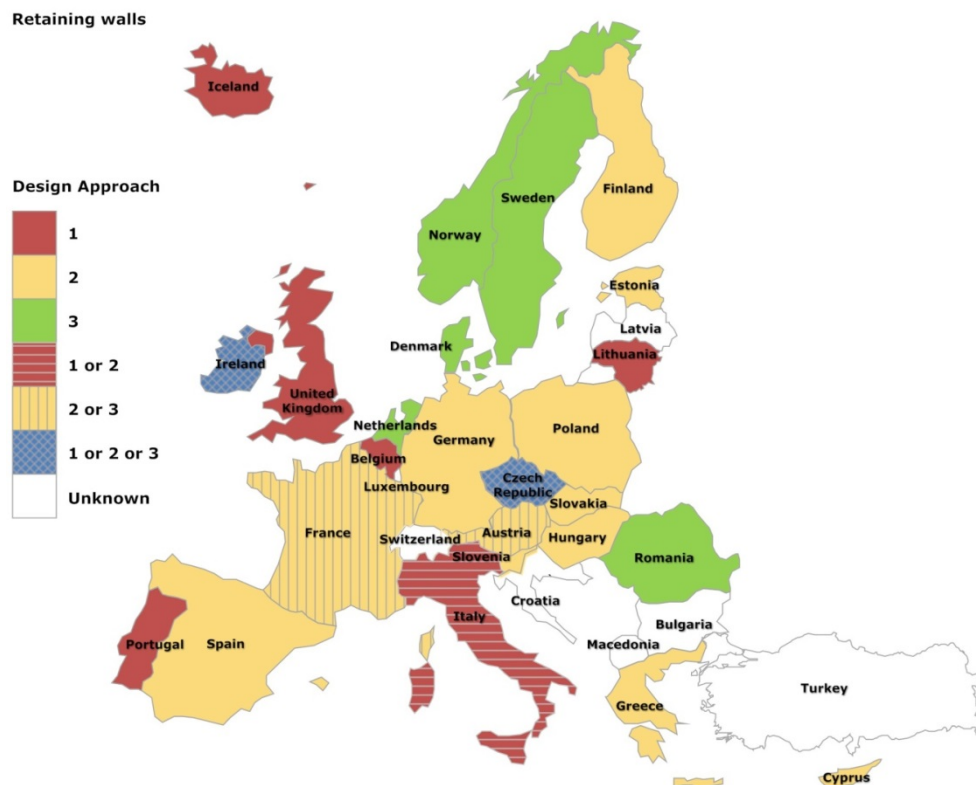 Retaining walls
Iceland
Design Approach
1
2
3
1 or 2
2 or 3
1 or 2 or 3
Unknown
Sweden
Finland
Norway
Estonia
Latvia
Denmark
Lithuania
Ireland
United
Kingdom
Netherlands
Germany
Poland
Belgium
Luxembourg
Czech
Republic
Slovakia
France
Austria
Switzerland
Hungary
Slovenia
Romania
Croatia
Italy
Bulgaria
Portugal
Spain
Macedonia
Turkey
Greece
Cyprus